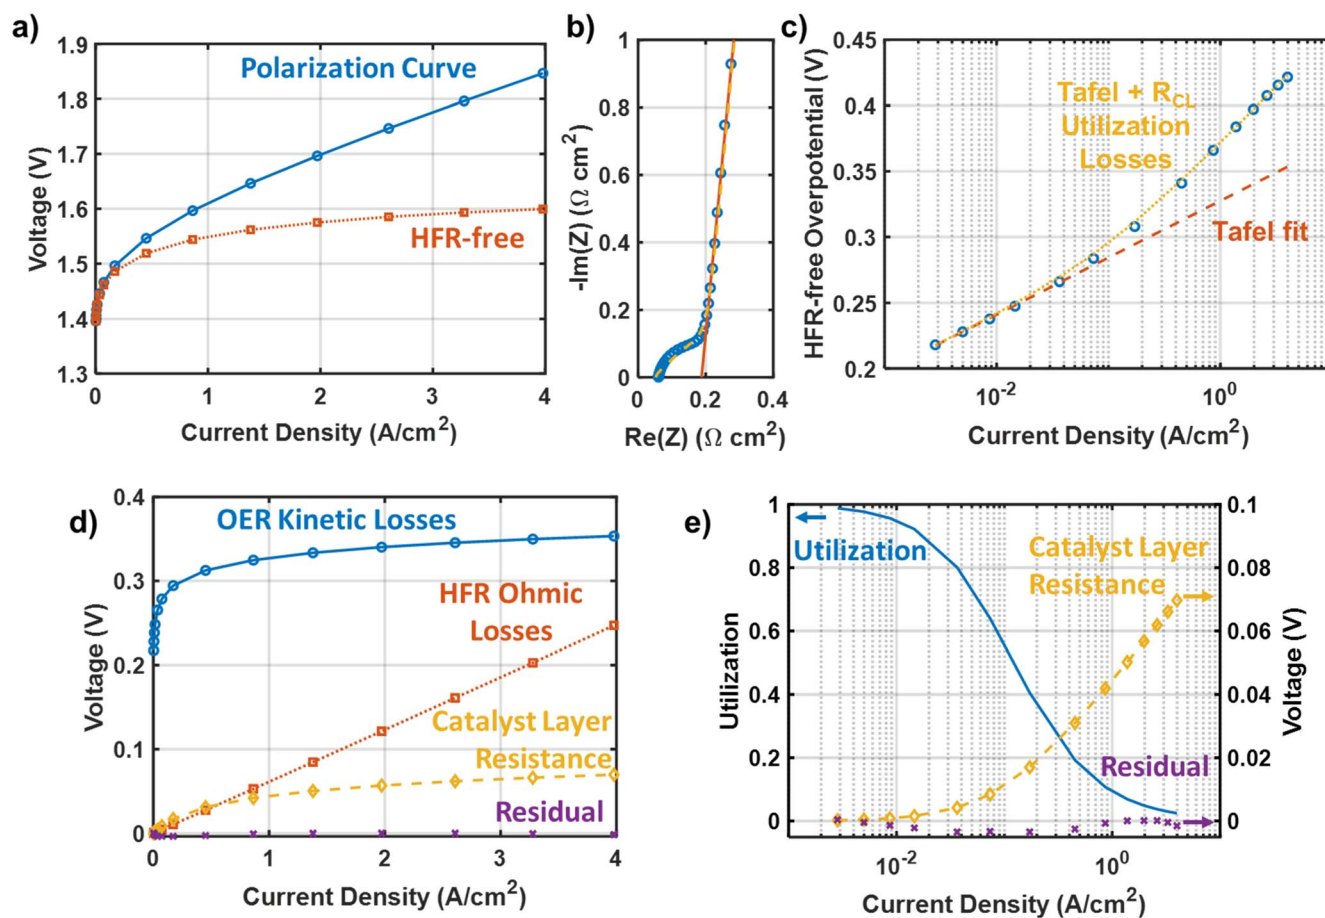 a)
1.9
1.8
1.7
1.6
1.5
1.4
1.3
Voltage (V)
Polarization Curve
HFR-free
0
1
2
3
4
Current Density (A/cm²)
b)
1
0.8
0.6
0.4
0.2
0
-Im(Z) (Ω cm²)
0
0.2
0.4
Re(Z) (Ω cm²)
c)
0.45
0.4
0.35
0.3
0.25
0.2
HFR-free Overpotential (V)
Tafel + R_CL
Utilization
Losses
Tafel fit
10⁻²
10⁰
Current Density (A/cm²)
d)
0.4
0.3
0.2
0.1
0
Voltage (V)
OER Kinetic Losses
HFR Ohmic
Losses
Catalyst Layer
Resistance
Residual
0
1
2
3
4
Current Density (A/cm²)
e)
1
0.8
0.6
0.4
0.2
0
Utilization
Utilization
Catalyst Layer
Resistance
Residual
0.1
0.08
0.06
0.04
0.02
0
Voltage (V)
10⁻²
10⁰
Current Density (A/cm²)